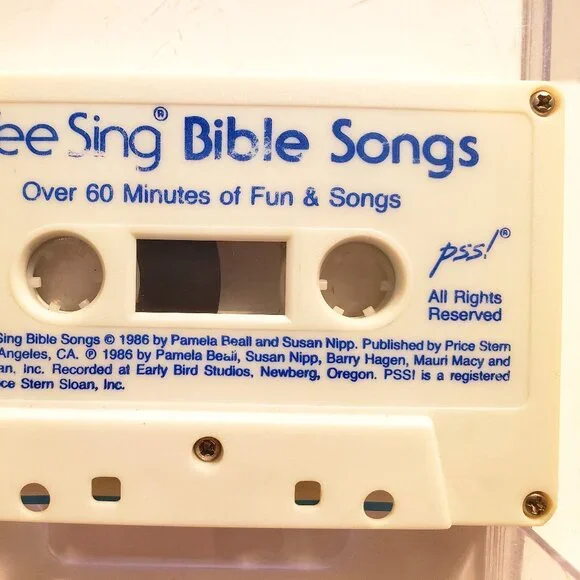 ee Sing® Bible Songs
Over 60 Minutes of Fun & Songs
pss!®
All Rights
Reserved
Sing Bible Songs © 1986 by Pamela Beall and Susan Nipp. Published by Price Stern
Angeles, CA. ℗ 1986 by Pamela Beall, Susan Nipp, Barry Hagen, Mauri Macy and
an, Inc. Recorded at Early Bird Studios, Newberg, Oregon. PSS! is a registered
ce Stern Sloan, Inc.